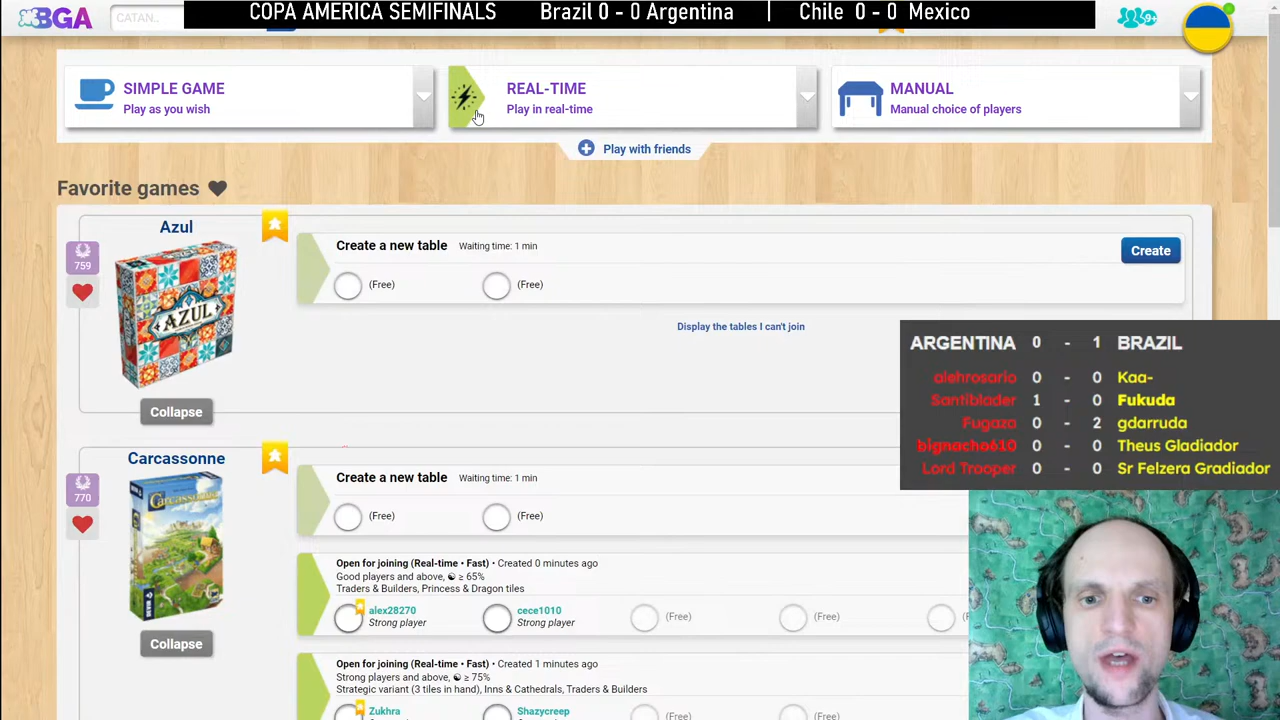 BGA
CATAN..
COPA AMERICA SEMIFINALS Brazil 0 - 0 Argentina | Chile 0 - 0 Mexico
9+
SIMPLE GAME
Play as you wish
REAL-TIME
Play in real-time
MANUAL
Manual choice of players
Play with friends
Favorite games
Azul
759
AZUL
Collapse
Create a new table Waiting time: 1 min
Create
(Free) (Free)
Display the tables I can't join
ARGENTINA 0 - 1 BRAZIL
alehrosario 0 - 0 Kaa-
Santiblader 1 - 0 Fukuda
Fugaza 0 - 2 gdarruda
bignacho610 0 - 0 Theus Gladiador
Lord Trooper 0 - 0 Sr Felzera Gradiador
Carcassonne
770
Carcassonne
DEVIR
Collapse
Create a new table Waiting time: 1 min
(Free) (Free)
Open for joining (Real-time • Fast) • Created 0 minutes ago
Good players and above, ≥ 65%
Traders & Builders, Princess & Dragon tiles
alex28270 cece1010 (Free) (Free)
Strong player Strong player
Open for joining (Real-time • Fast) • Created 1 minutes ago
Strong players and above, ≥ 75%
Strategic variant (3 tiles in hand), Inns & Cathedrals, Traders & Builders
Zukhra Shazycreep (Free) (Free)